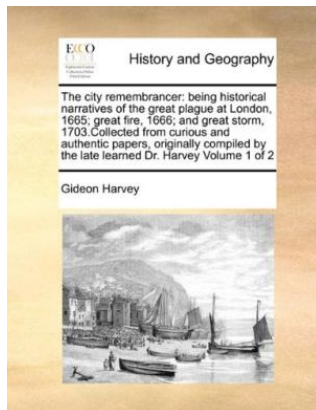 ECCO
History and Geography
The city remembrancer: being historical
narratives of the great plague at London,
1665; great fire, 1666; and great storm,
1703.Collected from curious and
authentic papers, originally compiled by
the late learned Dr. Harvey Volume 1 of 2
Gideon Harvey